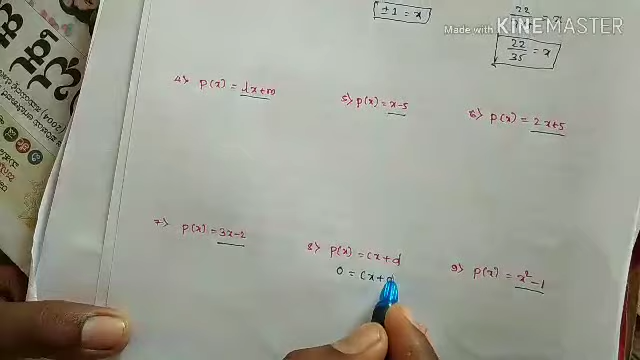 ±1 = x
22
Made with KINEMASTER
22/35 = x
4> p(x) = lx+m
5> p(x) = x-5
6> p(x) = 2x+5
7> p(x) = 3x-2
8> p(x) = cx+d
0 = cx+d
9> p(x) = x²-1